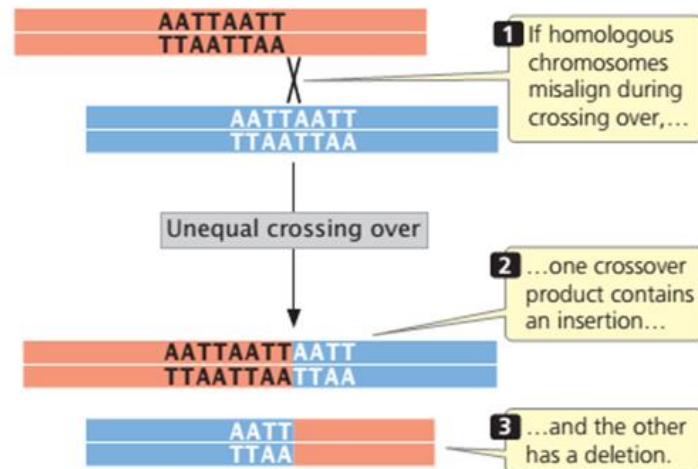 AATTAATT
TTAATTAA
1 If homologous
chromosomes
misalign during
crossing over,…
AATTAATT
TTAATTAA
Unequal crossing over
2 …one crossover
product contains
an insertion…
AATTAATTAATT
TTAATTAATTAA
3 …and the other
has a deletion.
AATT
TTAA